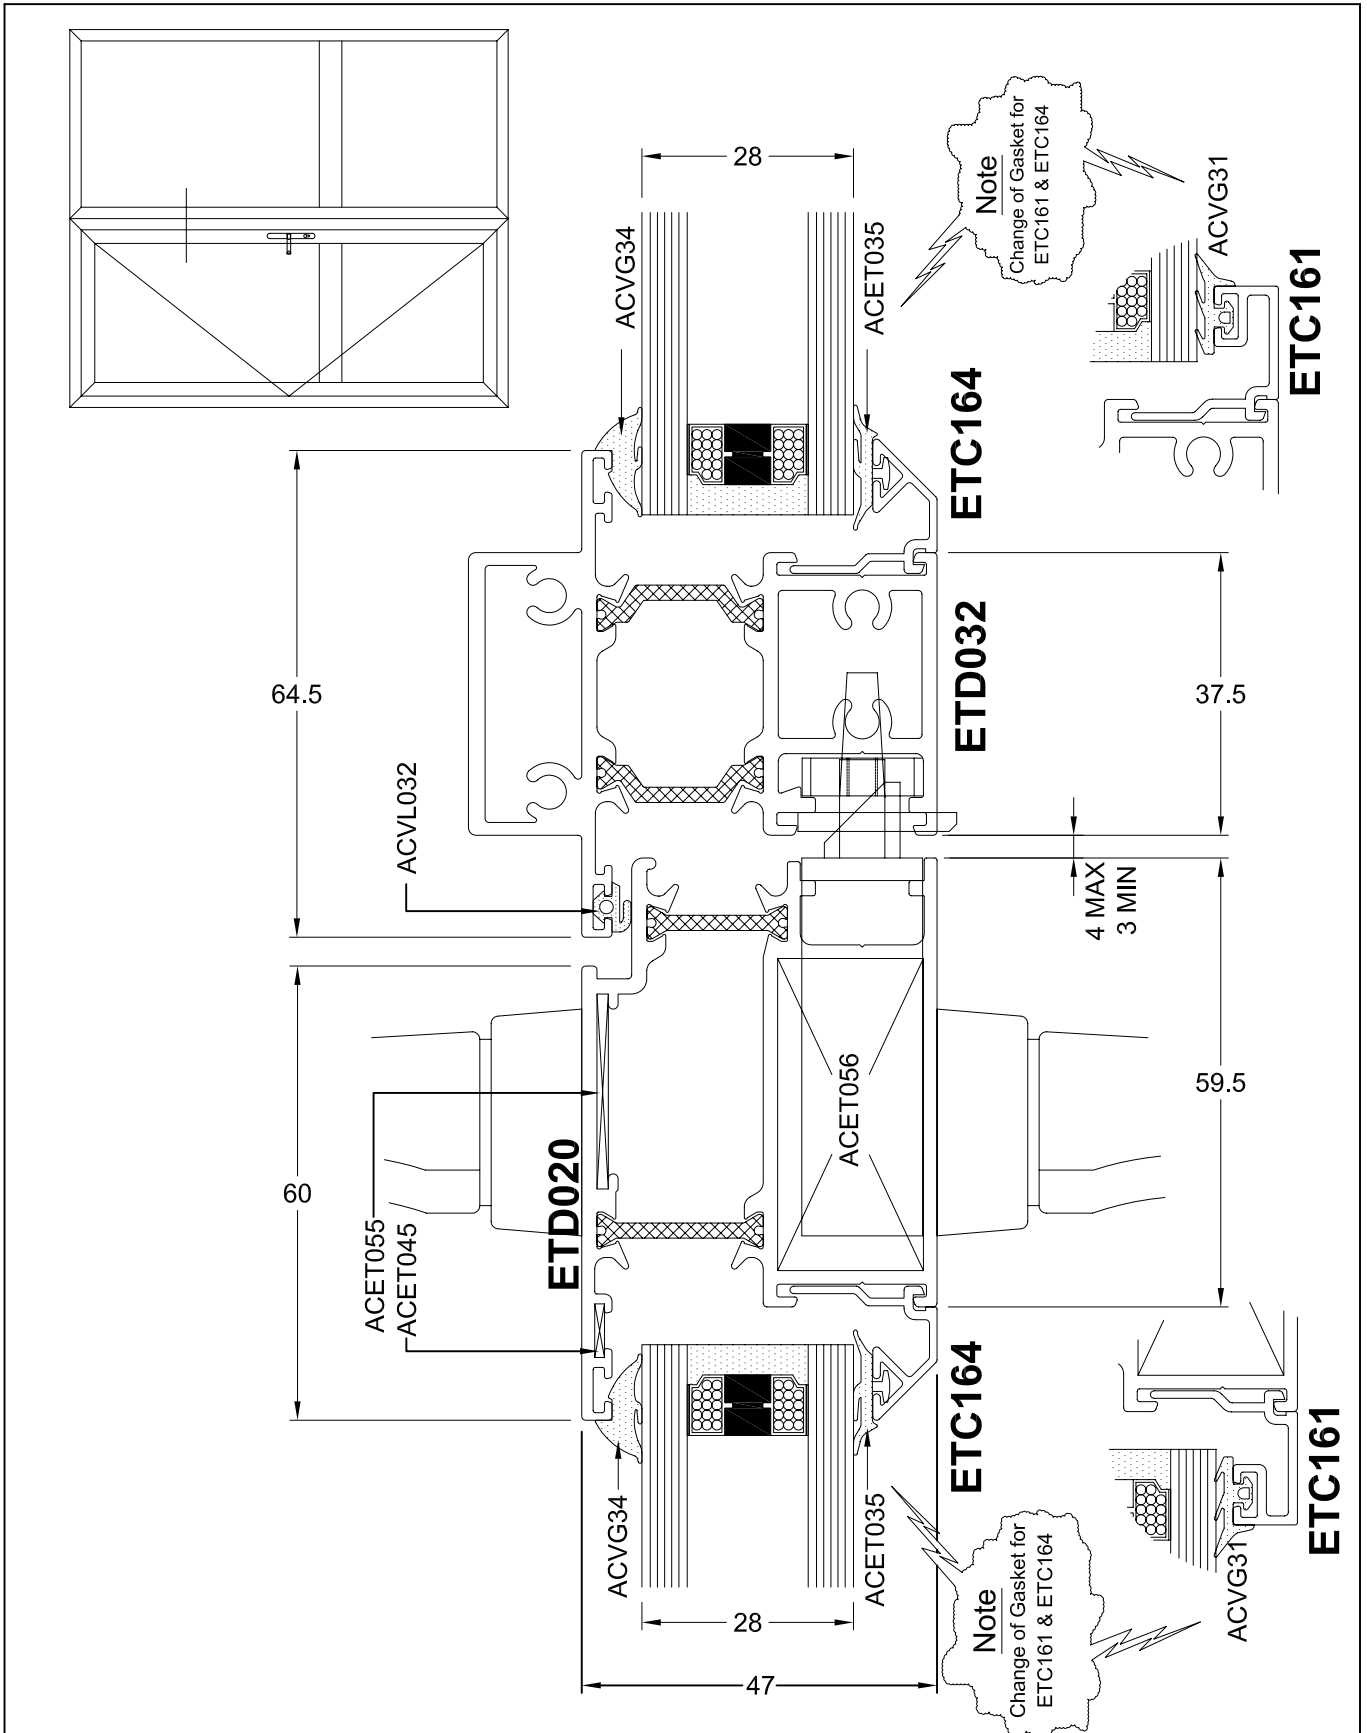 28
ACVG34
ACET035
Note
Change of Gasket for
ETC161 & ETC164
ACVG31
ETC161
ETC164
64.5
ETD032
37.5
ACVL032
4 MAX
3 MIN
60
ACET055
ACET045
ETD020
ACET056
59.5
ETC164
ACVG34
ACET035
28
47
Note
Change of Gasket for
ETC161 & ETC164
ACVG31
ETC161